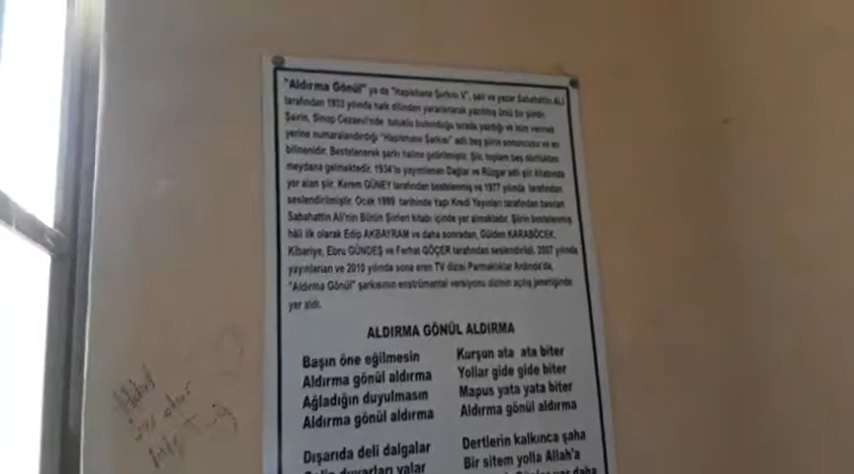 "Aldırma Gönül" ya da "Hapishane Şarkısı V", şair ve yazar Sabahattin ALİ
tarafından 1933 yılında halk dilinden yararlanarak yazılmış ünlü bir şiirdir.
Şairin, Sinop Cezaevi'nde tutuklu bulunduğu sırada yazdığı ve isim vermek
yerine numaralandırdığı "Hapishane Şarkısı" adlı beş şiirin sonuncusu ve en
bilinenidir. Bestelenerek şarkı haline getirilmiştir. Şiir, toplam beş dörtlükten
meydana gelmektedir. 1934'te yayımlanan Dağlar ve Rüzgar adlı şiir kitabında
yer alan şiir, Kerem GÜNEY tarafından bestelenmiş ve 1977 yılında tarafından
seslendirilmiştir. Ocak 1999 tarihinde Yapı Kredi Yayınları tarafından basılan
Sabahattin Ali'nin Bütün Şiirleri kitabı içinde yer almaktadır. Şiirin bestelenmiş
hâli ilk olarak Edip AKBAYRAM ve daha sonradan, Gülden KARABÖCEK,
Kibariye, Ebru GÜNDEŞ ve Ferhat GÖÇER tarafından seslendirildi. 2007 yılında
yayınlanan ve 2010 yılında sona eren TV dizisi Parmaklıklar Ardında'da,
"Aldırma Gönül" şarkısının enstrümantal versiyonu dizinin açılış jeneriğinde
yer aldı.
ALDIRMA GÖNÜL ALDIRMA
Başın öne eğilmesin
Aldırma gönül aldırma
Ağladığın duyulmasın
Aldırma gönül aldırma
Dışarıda deli dalgalar
Gelip duvarları yalar
Kurşun ata ata biter
Yollar gide gide biter
Mapus yata yata biter
Aldırma gönül aldırma
Dertlerin kalkınca şaha
Bir sitem yolla Allah'a